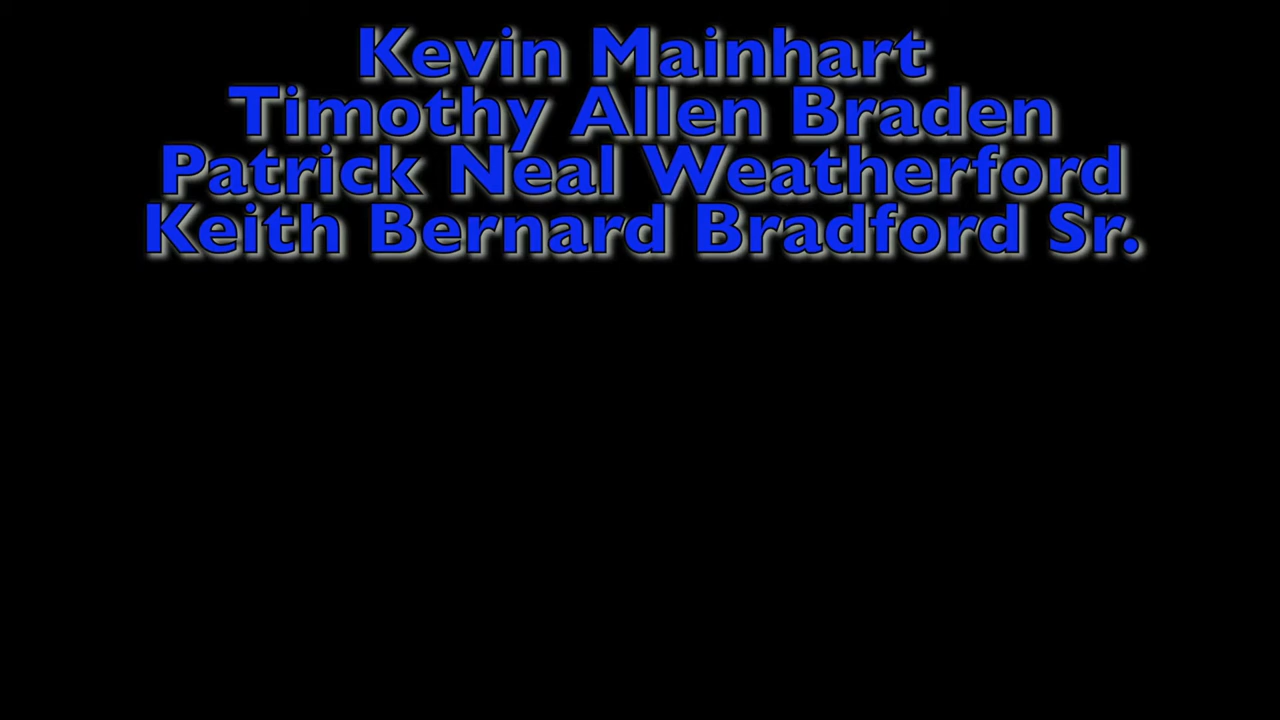 Kevin Mainhart
Timothy Allen Braden
Patrick Neal Weatherford
Keith Bernard Bradford Sr.